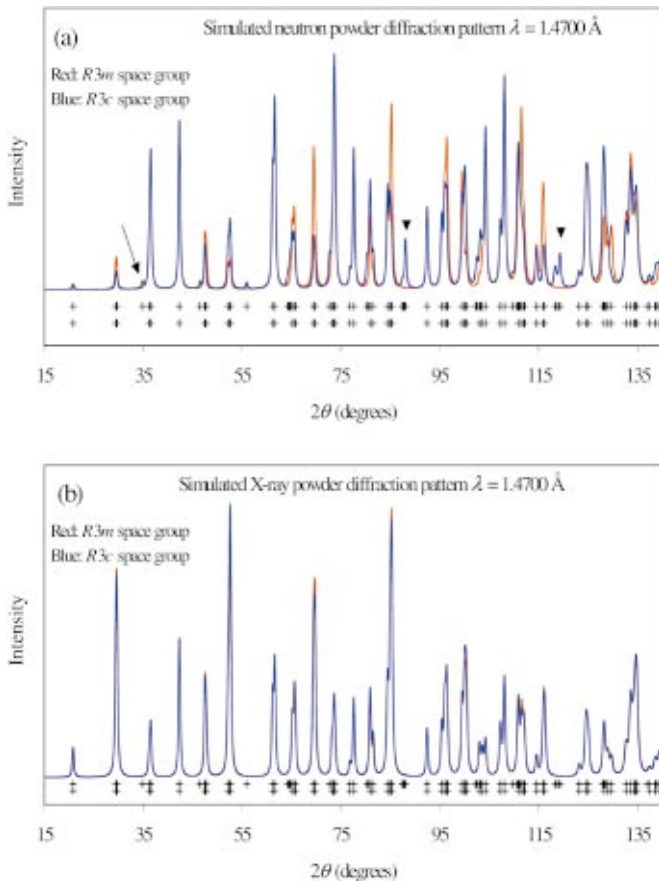 (a)
Simulated neutron powder diffraction pattern λ = 1.4700 Å
Red: R3m space group
Blue: R3c space group
Intensity
15 35 55 75 95 115 135
2θ (degrees)
(b)
Simulated X-ray powder diffraction pattern λ = 1.4700 Å
Red: R3m space group
Blue: R3c space group
Intensity
15 35 55 75 95 115 135
2θ (degrees)